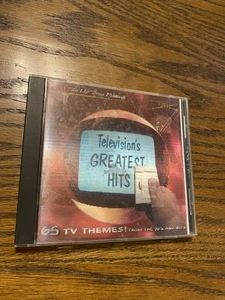 Television's
GREATEST
HITS
65 TV THEMES! FROM THE 50's AND 60's